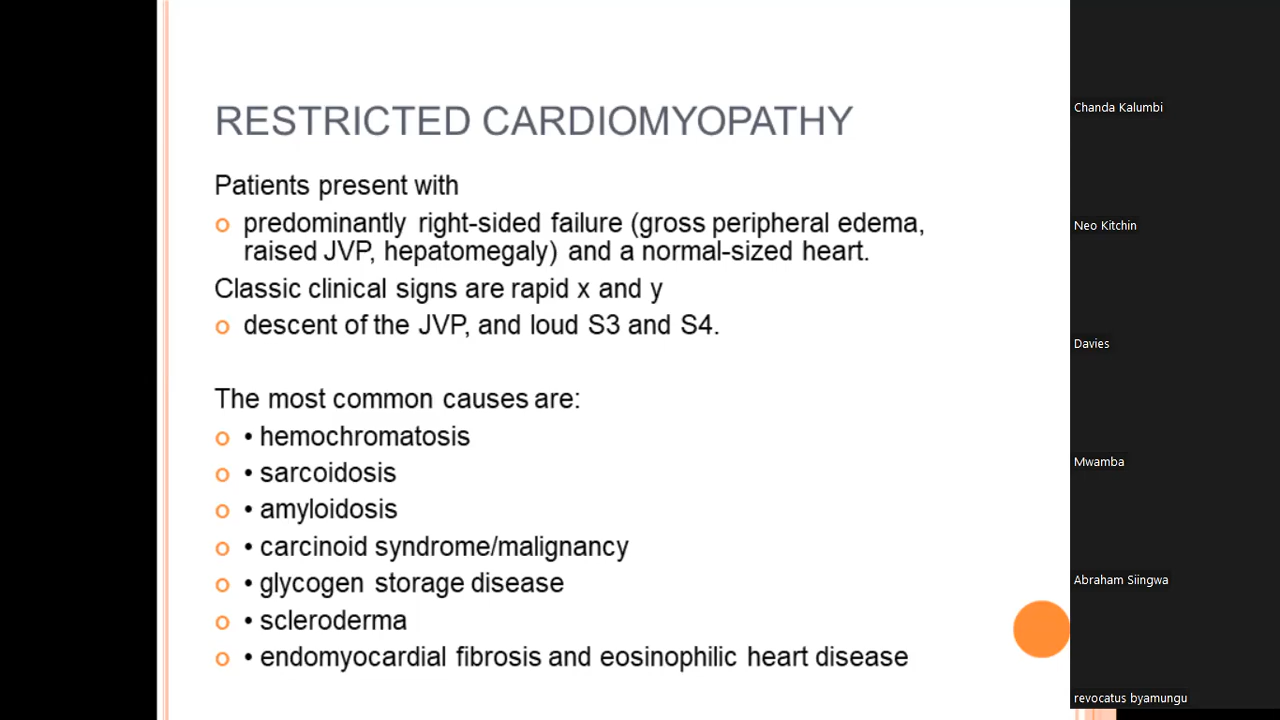 RESTRICTED CARDIOMYOPATHY
Patients present with
o predominantly right-sided failure (gross peripheral edema,
raised JVP, hepatomegaly) and a normal-sized heart.
Classic clinical signs are rapid x and y
o descent of the JVP, and loud S3 and S4.
The most common causes are:
o • hemochromatosis
o • sarcoidosis
o • amyloidosis
o • carcinoid syndrome/malignancy
o • glycogen storage disease
o • scleroderma
o • endomyocardial fibrosis and eosinophilic heart disease
Chanda Kalumbi
Neo Kitchin
Davies
Mwamba
Abraham Siingwa
revocatus byamungu